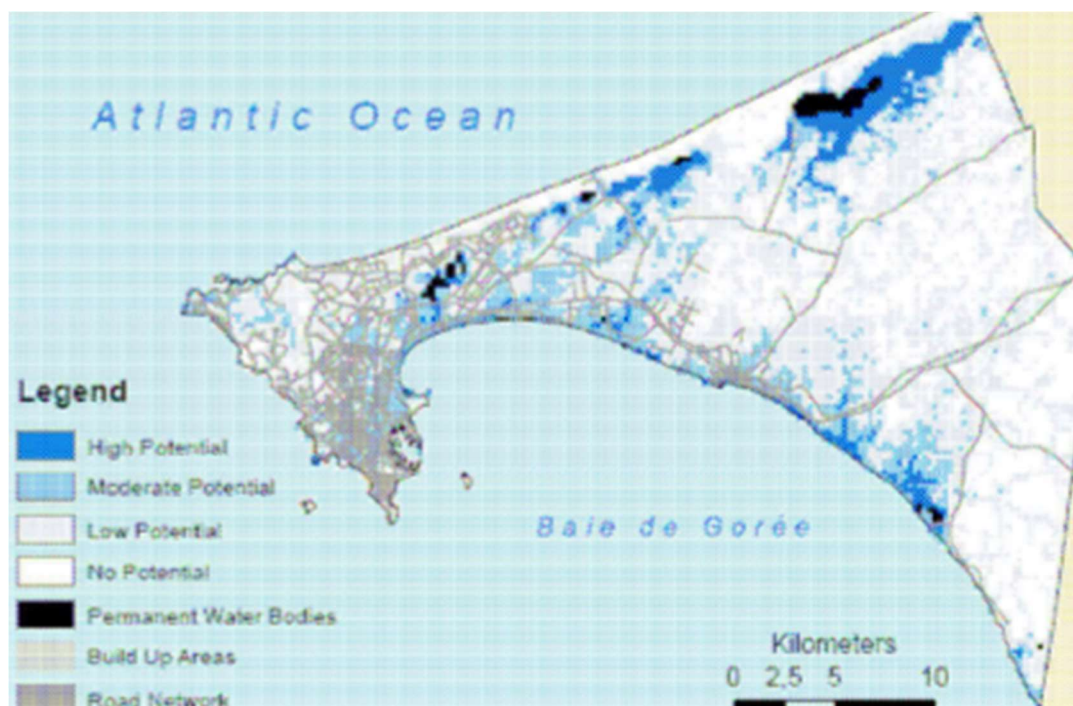 Atlantic Ocean
Legend
High Potential
Moderate Potential
Low Potential
No Potential
Permanent Water Bodies
Build Up Areas
Road Network
Baie de Gorée
Kilometers
0 2,5 5 10